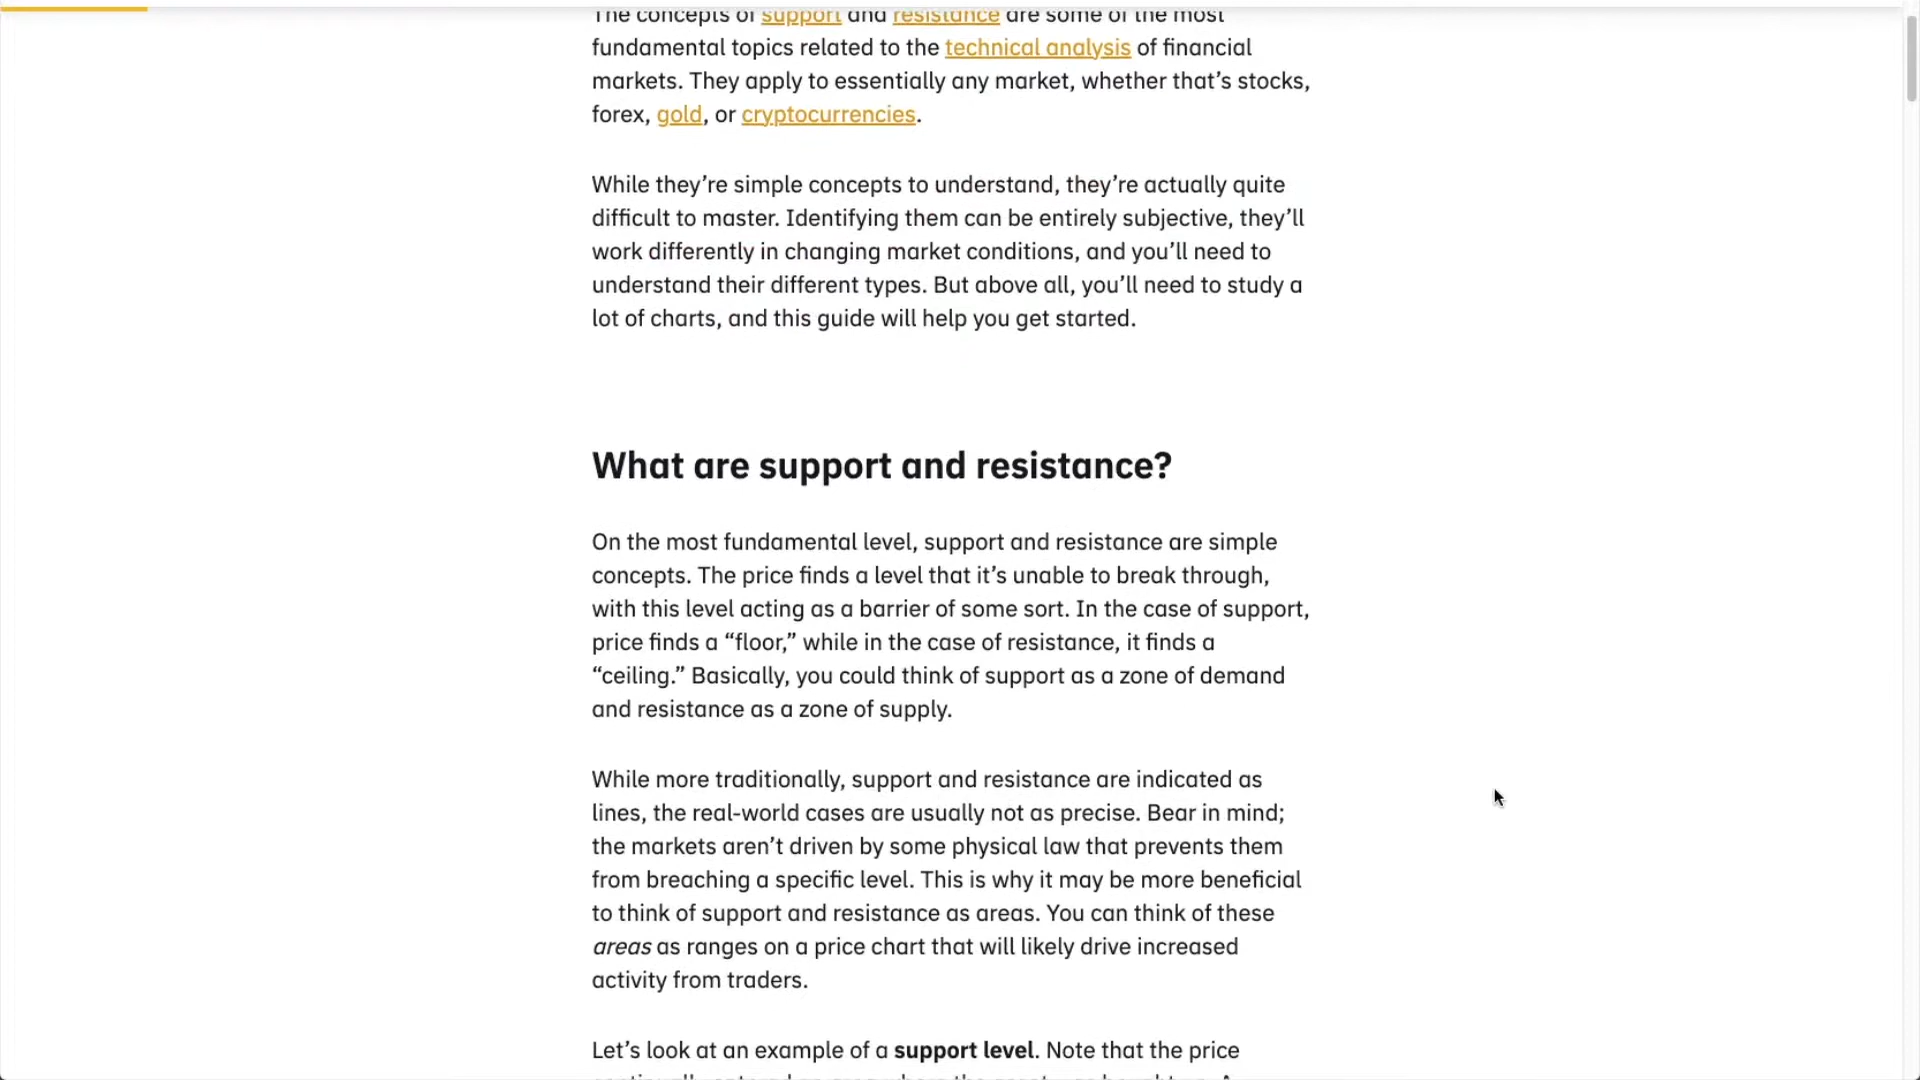 The concepts of support and resistance are some of the most
fundamental topics related to the technical analysis of financial
markets. They apply to essentially any market, whether that’s stocks,
forex, gold, or cryptocurrencies.
While they’re simple concepts to understand, they’re actually quite
difficult to master. Identifying them can be entirely subjective, they’ll
work differently in changing market conditions, and you’ll need to
understand their different types. But above all, you’ll need to study a
lot of charts, and this guide will help you get started.
What are support and resistance?
On the most fundamental level, support and resistance are simple
concepts. The price finds a level that it’s unable to break through,
with this level acting as a barrier of some sort. In the case of support,
price finds a “floor,” while in the case of resistance, it finds a
“ceiling.” Basically, you could think of support as a zone of demand
and resistance as a zone of supply.
While more traditionally, support and resistance are indicated as
lines, the real-world cases are usually not as precise. Bear in mind;
the markets aren’t driven by some physical law that prevents them
from breaching a specific level. This is why it may be more beneficial
to think of support and resistance as areas. You can think of these
areas as ranges on a price chart that will likely drive increased
activity from traders.
Let’s look at an example of a support level. Note that the price